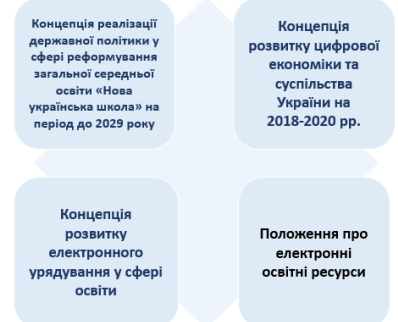 Концепція реалізації
державної політики у
сфері реформування
загальної середньої
освіти «Нова
українська школа» на
період до 2029 року
Концепція
розвитку цифрової
економіки та
суспільства
України на
2018-2020 рр.
Концепція
розвитку
електронного
урядування у сфері
освіти
Положення про
електронні
освітні ресурси